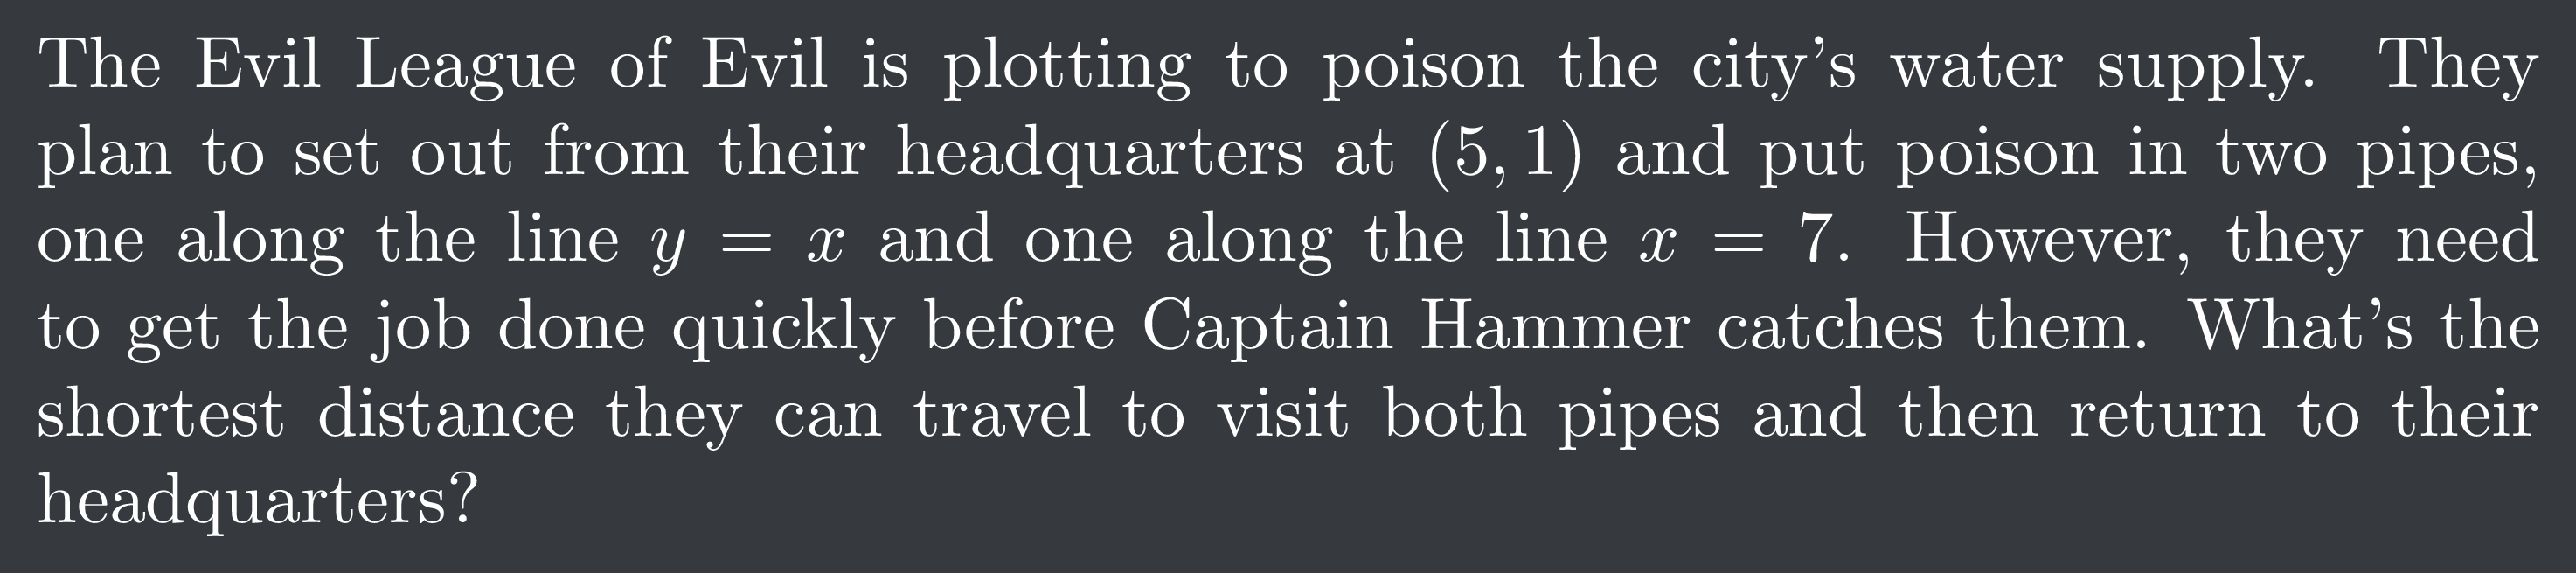 The Evil League of Evil is plotting to poison the city's water supply. They
plan to set out from their headquarters at (5, 1) and put poison in two pipes,
one along the line y = x and one along the line x = 7. However, they need
to get the job done quickly before Captain Hammer catches them. What's the
shortest distance they can travel to visit both pipes and then return to their
headquarters?